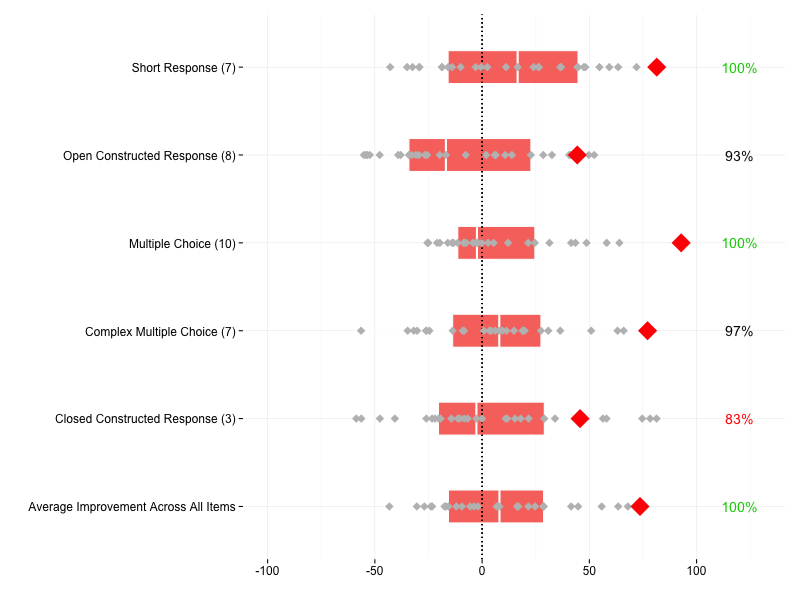 Short Response (7)
100%
Open Constructed Response (8)
93%
Multiple Choice (10)
100%
Complex Multiple Choice (7)
97%
Closed Constructed Response (3)
83%
Average Improvement Across All Items
100%
-100
-50
0
50
100